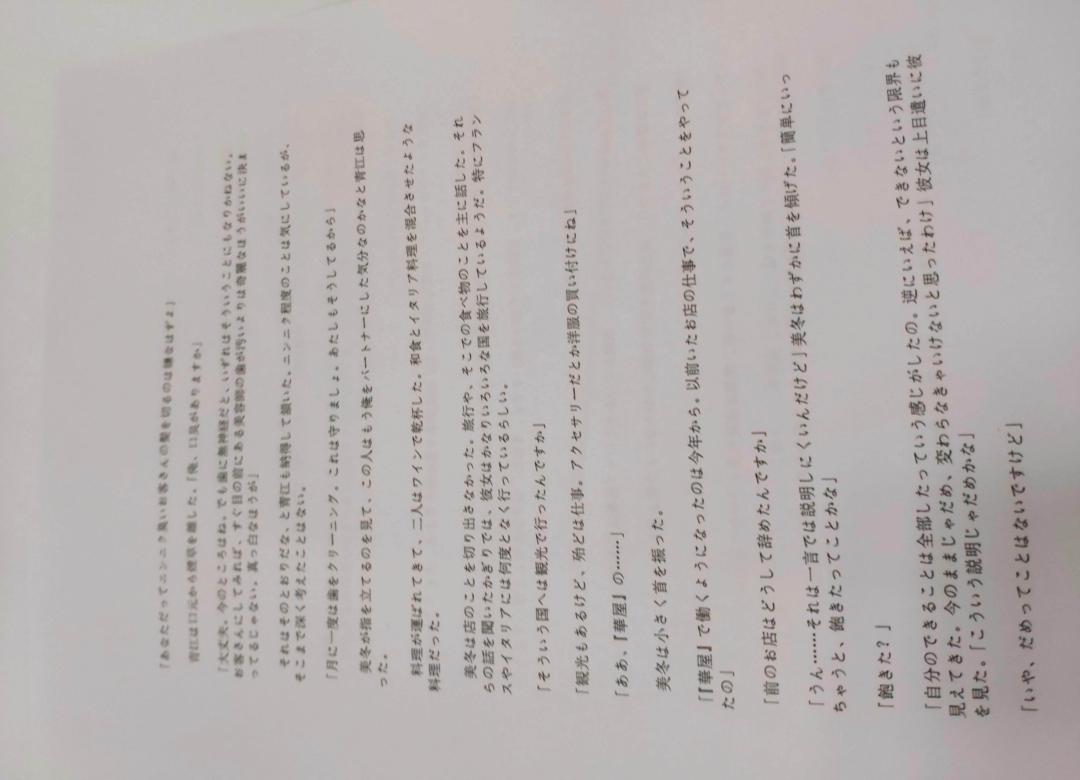 「あなただってニンニク臭いお客さんの髪を切るのは嫌なはずよ」
青江は口元から煙草を離した。「俺、口臭がありますか」
「大丈夫。今のところはね。でも歯に無神経だと、いずれはそういうことにもなりかねない。
お客さんにしてみれば、すぐ目の前にある美容師の歯が汚いよりは奇麗なほうがいいに決ま
ってるじゃない。真っ白なほうが」
それはそのとおりだな、と青江も納得して頷いた。ニンニク程度のことは気にしているが、
そこまで深く考えたことはない。
「月に一度は歯をクリーニング。これは守りましょ。あたしもそうしてるから」
美冬が指を立てるのを見て、この人はもう俺をパートナーにした気分なのかなと青江は思
った。
料理が運ばれてきて、二人はワインで乾杯した。和食とイタリア料理を混合させたような
料理だった。
美冬は店のことを切り出さなかった。旅行や、そこでの食べ物のことを主に話した。それ
らの話を聞いたかぎりでは、彼女はかなりいろいろな国を旅行しているようだ。特にフラン
スやイタリアには何度となく行っているらしい。
「そういう国へは観光で行ったんですか」
「観光もあるけど、殆どは仕事。アクセサリーだとか洋服の買い付けにね」
「ああ、『華屋』の……」
美冬は小さく首を振った。
「『華屋』で働くようになったのは今年から。以前いたお店の仕事で、そういうことをやって
たの」
「前のお店はどうして辞めたんですか」
「うん……それは一言では説明しにくいんだけど」美冬はわずかに首を傾げた。「簡単にいっ
ちゃうと、飽きたってことかな」
「飽きた？」
「自分のできることは全部したっていう感じがしたの。逆にいえば、できないという限界も
見えてきた。今のままじゃだめ、変わらなきゃいけないと思ったわけ」彼女は上目遣いに彼
を見た。「こういう説明じゃだめかな」
「いや、だめってことはないですけど」